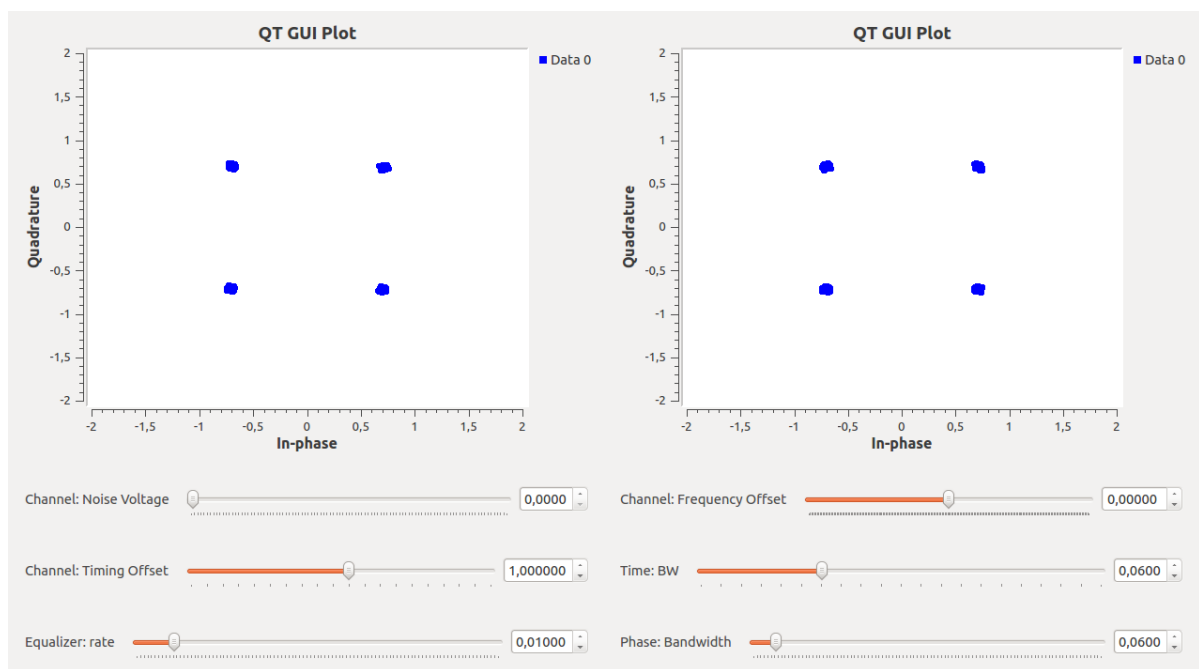 QT GUI Plot
2
1,5
1
0,5
0
-0,5
-1
-1,5
-2
Quadrature
-2 -1,5 -1 -0,5 0 0,5 1 1,5 2
In-phase
Data 0
QT GUI Plot
2
1,5
1
0,5
0
-0,5
-1
-1,5
-2
Quadrature
-2 -1,5 -1 -0,5 0 0,5 1 1,5 2
In-phase
Data 0
Channel: Noise Voltage 0,0000
Channel: Frequency Offset 0,00000
Channel: Timing Offset 1,000000
Time: BW 0,0600
Equalizer: rate 0,01000
Phase: Bandwidth 0,0600